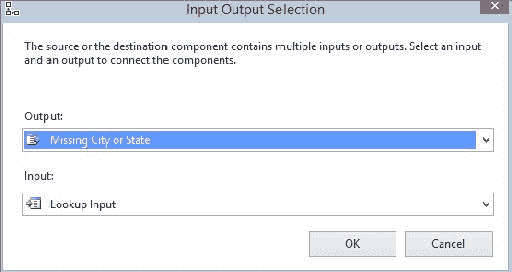 Input Output Selection
The source or the destination component contains multiple inputs or outputs. Select an input
and an output to connect the components.
Output:
Missing City or State
Input:
Lookup Input
OK
Cancel